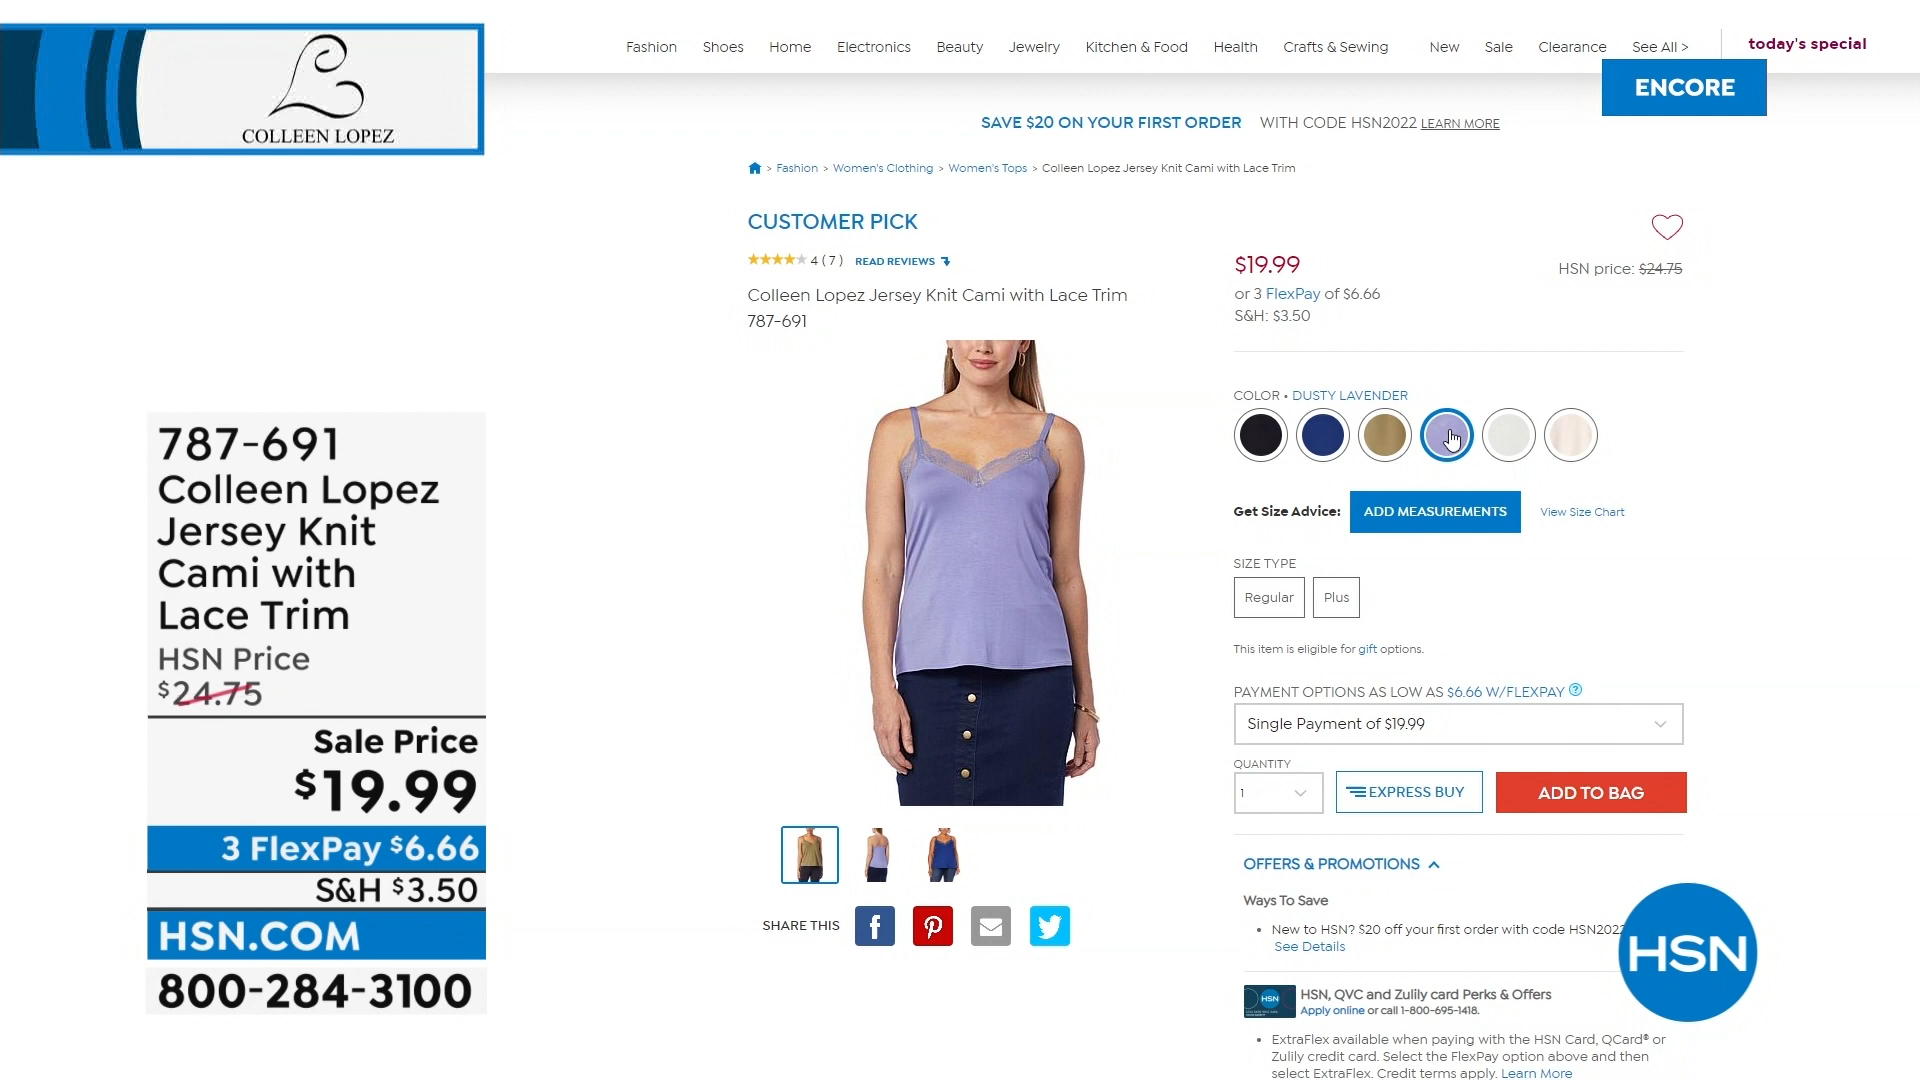 COLLEEN LOPEZ
Fashion Shoes Home Electronics Beauty Jewelry Kitchen & Food Health Crafts & Sewing New Sale Clearance See All > today's special
ENCORE
SAVE $20 ON YOUR FIRST ORDER WITH CODE HSN2022 LEARN MORE
> Fashion > Women's Clothing > Women's Tops > Colleen Lopez Jersey Knit Cami with Lace Trim
CUSTOMER PICK
4 ( 7 ) READ REVIEWS
Colleen Lopez Jersey Knit Cami with Lace Trim
787-691
$19.99
HSN price: $24.75
or 3 FlexPay of $6.66
S&H: $3.50
COLOR • DUSTY LAVENDER
Get Size Advice: ADD MEASUREMENTS View Size Chart
SIZE TYPE
Regular Plus
This item is eligible for gift options.
PAYMENT OPTIONS AS LOW AS $6.66 W/FLEXPAY ?
Single Payment of $19.99
QUANTITY
1 EXPRESS BUY ADD TO BAG
OFFERS & PROMOTIONS
Ways To Save
• New to HSN? $20 off your first order with code HSN2022
See Details
HSN
HSN, QVC and Zulily card Perks & Offers
Apply online or call 1-800-695-1418.
• ExtraFlex available when paying with the HSN Card, QCard® or
Zulily credit card. Select the FlexPay option above and then
select ExtraFlex. Credit terms apply. Learn More
SHARE THIS
HSN
787-691
Colleen Lopez
Jersey Knit
Cami with
Lace Trim
HSN Price
$24.75
Sale Price
$19.99
3 FlexPay $6.66
S&H $3.50
HSN.COM
800-284-3100